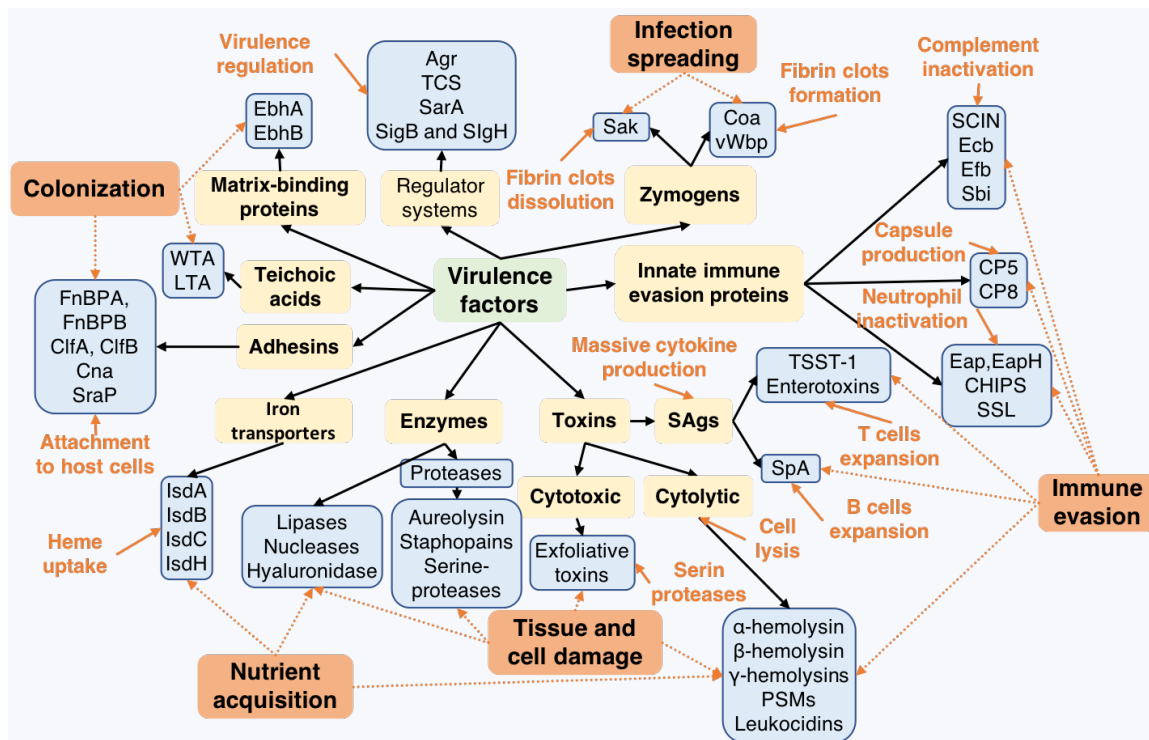 Virulence
regulation
Agr
TCS
SarA
SigB and SIgH
Infection
spreading
Complement
inactivation
Fibrin clots
formation
EbhA
EbhB
Sak
Coa
vWbp
SCIN
Ecb
Efb
Sbi
Colonization
Matrix-binding
proteins
Regulator
systems
Fibrin clots
dissolution
Zymogens
Capsule
production
WTA
LTA
Teichoic
acids
Virulence
factors
Innate immune
evasion proteins
CP5
CP8
Neutrophil
inactivation
FnBPA,
FnBPB
ClfA, ClfB
Cna
SraP
Adhesins
Massive cytokine
production
TSST-1
Enterotoxins
Eap,EapH
CHIPS
SSL
Iron
transporters
Enzymes
Toxins
SAgs
Attachment
to host cells
T cells
expansion
Proteases
SpA
IsdA
IsdB
IsdC
IsdH
Cytotoxic
Cytolytic
Immune
evasion
B cells
expansion
Heme
uptake
Lipases
Nucleases
Hyaluronidase
Aureolysin
Staphopains
Serine-
proteases
Exfoliative
toxins
Cell
lysis
Serin
proteases
Tissue and
cell damage
Nutrient
acquisition
α-hemolysin
β-hemolysin
γ-hemolysins
PSMs
Leukocidins